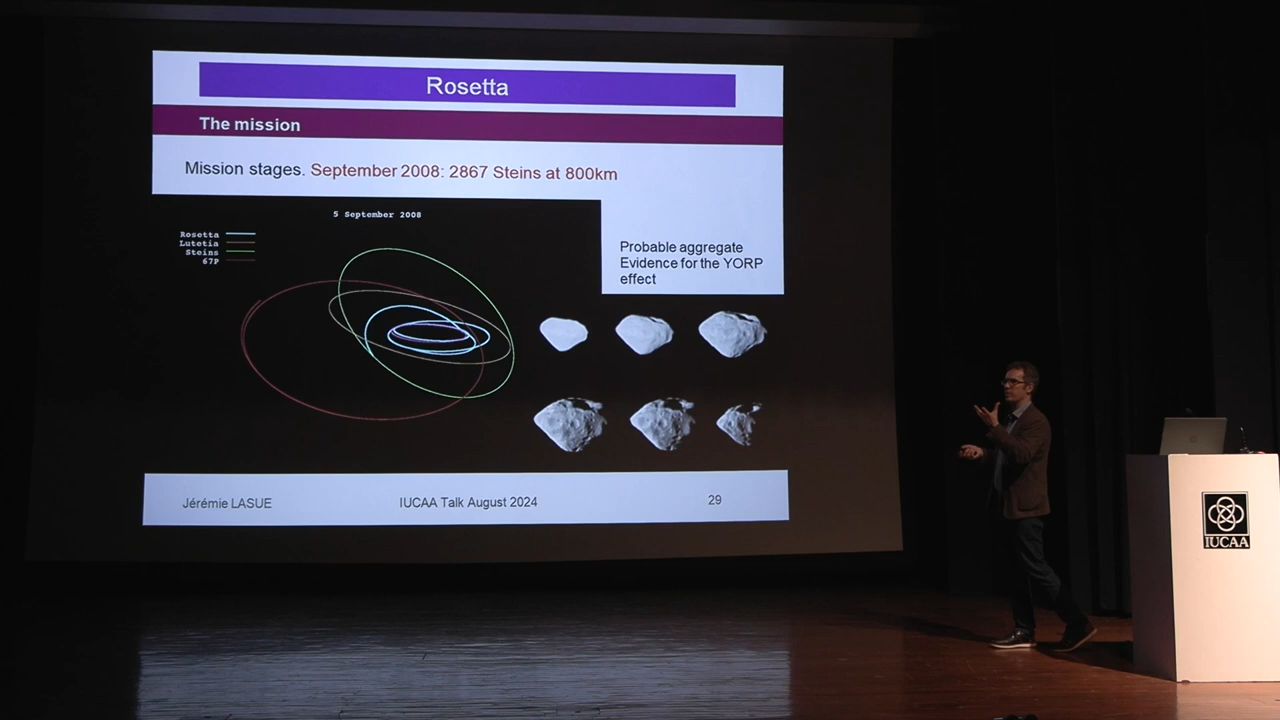 Rosetta
The mission
Mission stages. September 2008: 2867 Steins at 800km
5 September 2008
Rosetta
Lutetia
Steins
67P
Probable aggregate
Evidence for the YORP
effect
Jérémie LASUE
IUCAA Talk August 2024
29
IUCAA